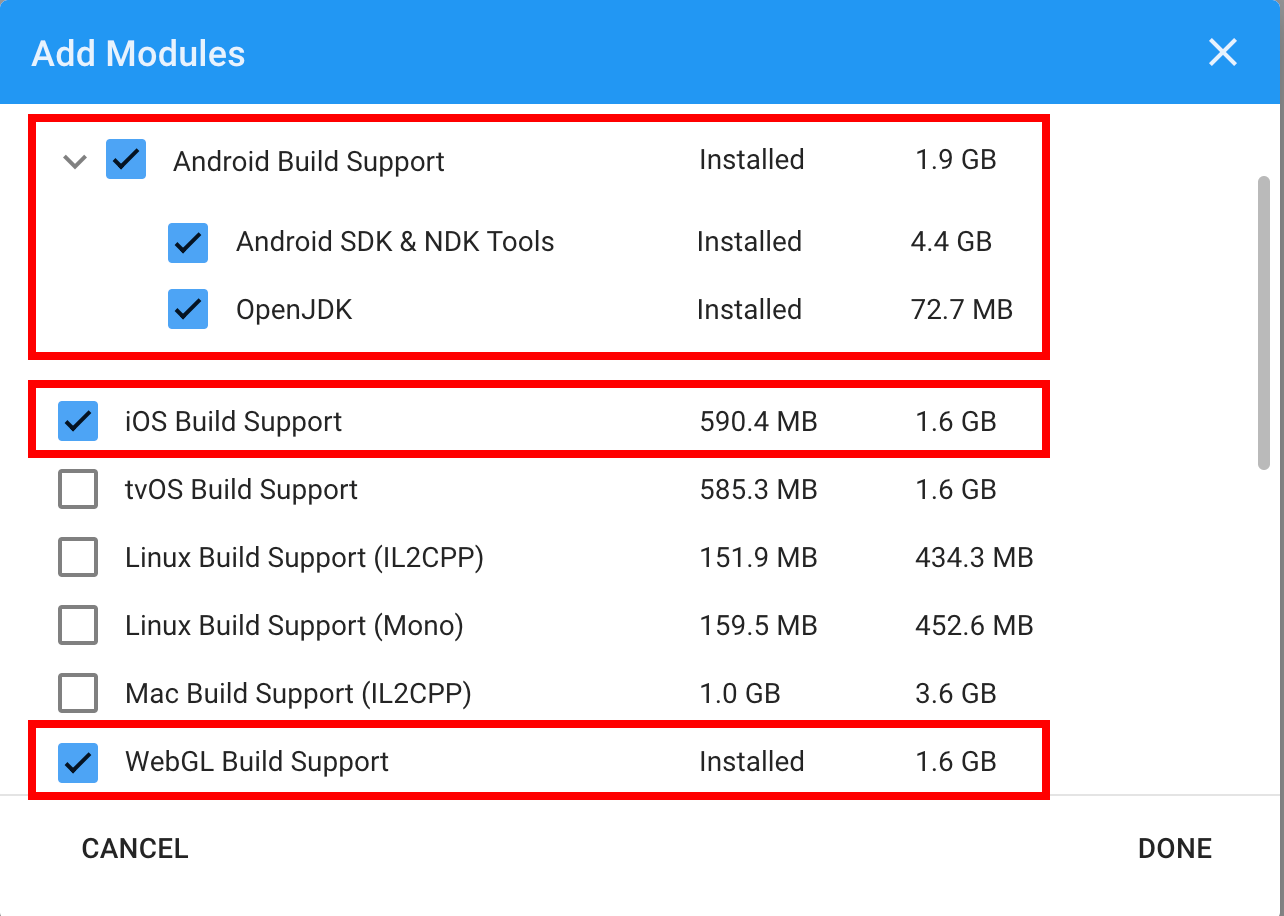 Add Modules
Android Build Support Installed 1.9 GB
Android SDK & NDK Tools Installed 4.4 GB
OpenJDK Installed 72.7 MB
iOS Build Support 590.4 MB 1.6 GB
tvOS Build Support 585.3 MB 1.6 GB
Linux Build Support (IL2CPP) 151.9 MB 434.3 MB
Linux Build Support (Mono) 159.5 MB 452.6 MB
Mac Build Support (IL2CPP) 1.0 GB 3.6 GB
WebGL Build Support Installed 1.6 GB
CANCEL DONE